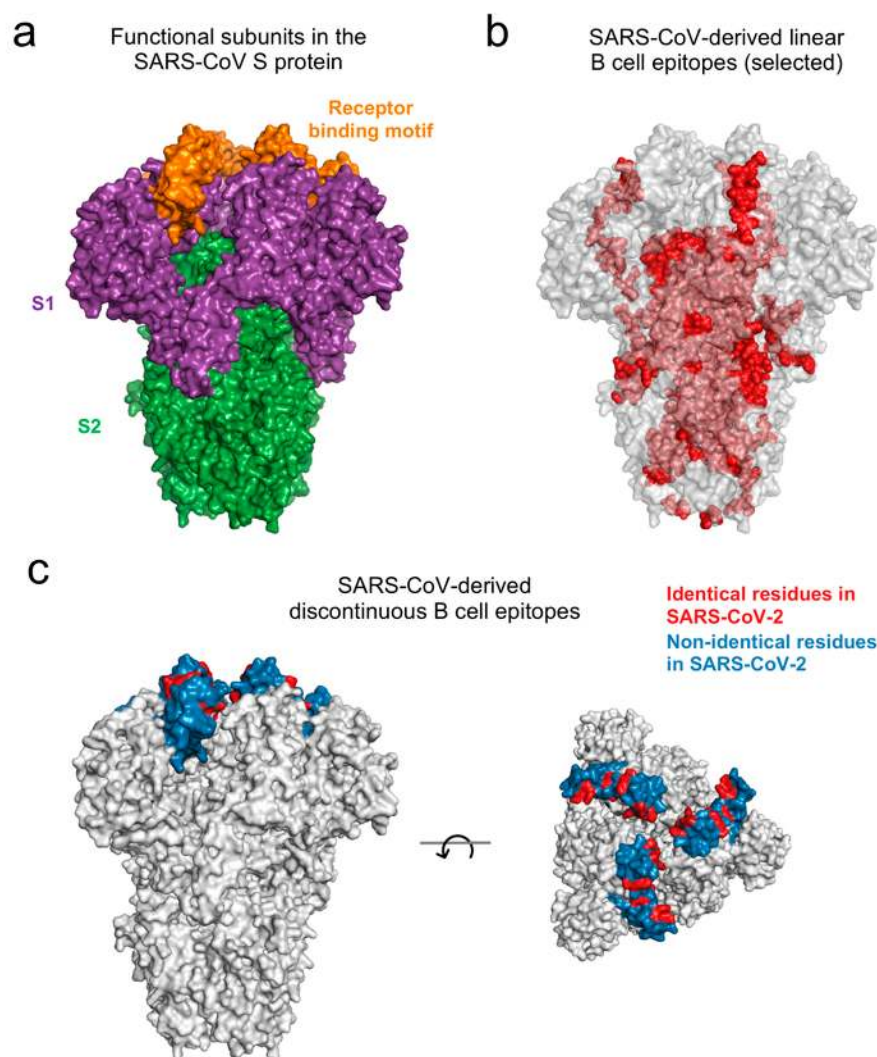 a
Functional subunits in the
SARS-CoV S protein
Receptor
binding motif
S1
S2
b
SARS-CoV-derived linear
B cell epitopes (selected)
c
SARS-CoV-derived
discontinuous B cell epitopes
Identical residues in
SARS-CoV-2
Non-identical residues
in SARS-CoV-2